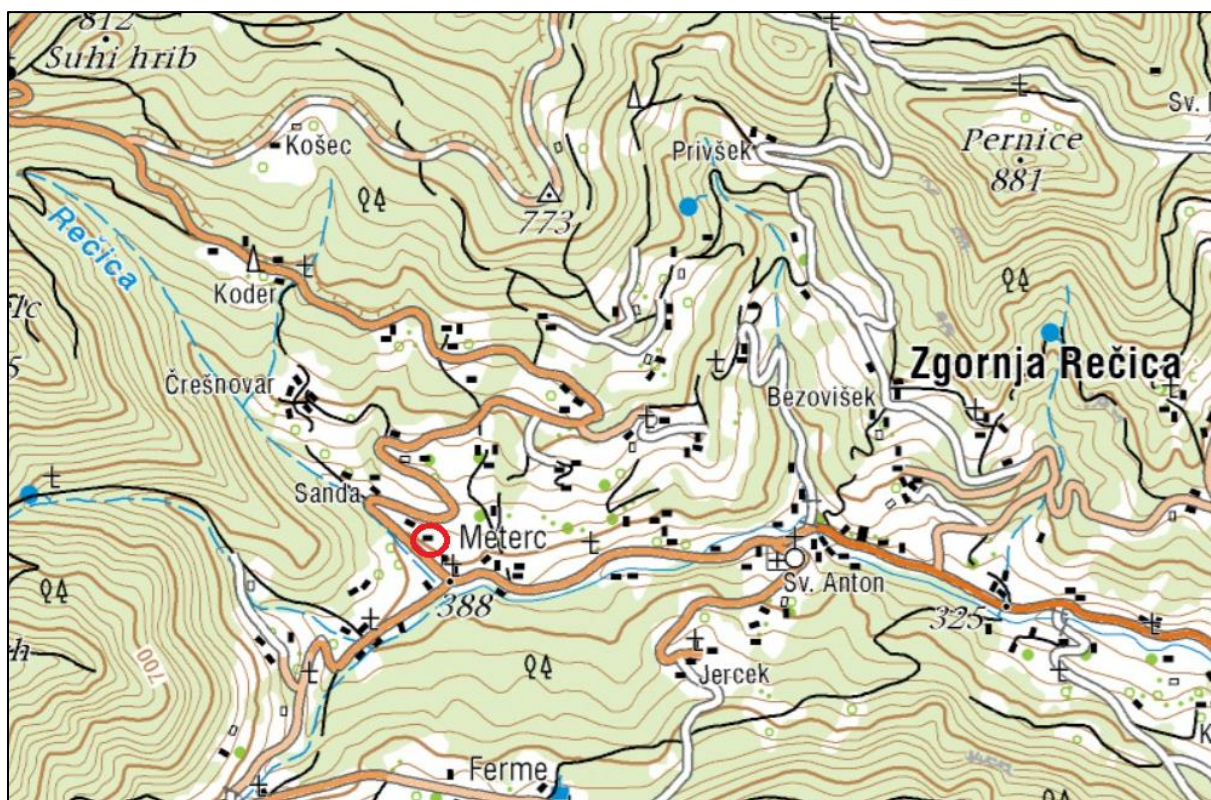 812
Suhi hrib
Košec
Privšek
Pernice
881
Sv.
773
Rečica
Koder
Črešnovar
Zgornja Rečica
Bezovišek
Sanda
Meterc
388
Sv. Anton
325
Jercek
700
Ferme